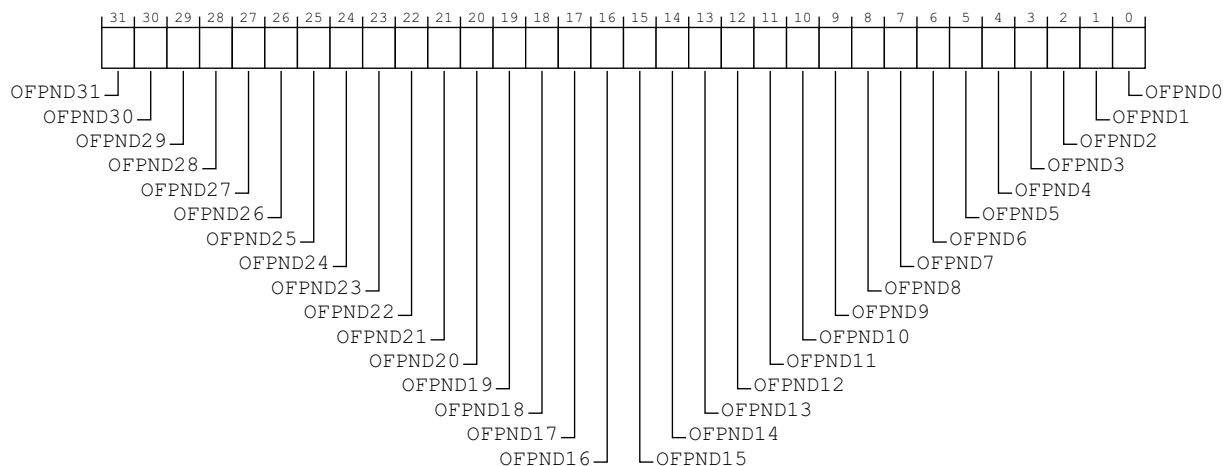 31 30 29 28 27 26 25 24 23 22 21 20 19 18 17 16 15 14 13 12 11 10 9 8 7 6 5 4 3 2 1 0
OFPND31 OFPND0
OFPND30 OFPND1
OFPND29 OFPND2
OFPND28 OFPND3
OFPND27 OFPND4
OFPND26 OFPND5
OFPND25 OFPND6
OFPND24 OFPND7
OFPND23 OFPND8
OFPND22 OFPND9
OFPND21 OFPND10
OFPND20 OFPND11
OFPND19 OFPND12
OFPND18 OFPND13
OFPND17 OFPND14
OFPND16 OFPND15